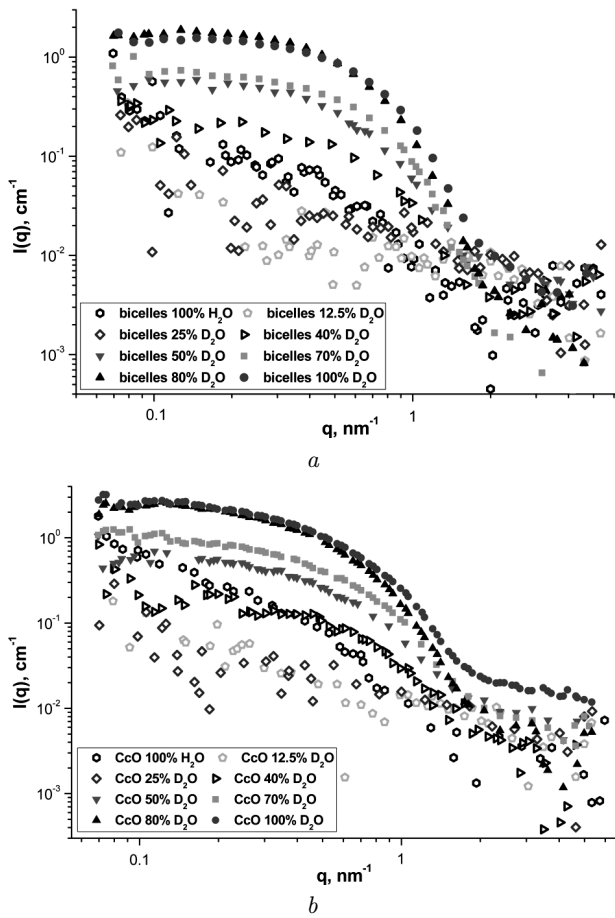 10⁰
10⁻¹
10⁻²
10⁻³
I(q), cm⁻¹
bicelles 100% H₂O bicelles 12.5% D₂O
bicelles 25% D₂O bicelles 40% D₂O
bicelles 50% D₂O bicelles 70% D₂O
bicelles 80% D₂O bicelles 100% D₂O
0.1 1
q, nm⁻¹
a
10⁰
10⁻¹
10⁻²
10⁻³
I(q), cm⁻¹
CcO 100% H₂O CcO 12.5% D₂O
CcO 25% D₂O CcO 40% D₂O
CcO 50% D₂O CcO 70% D₂O
CcO 80% D₂O CcO 100% D₂O
0.1 1
q, nm⁻¹
b